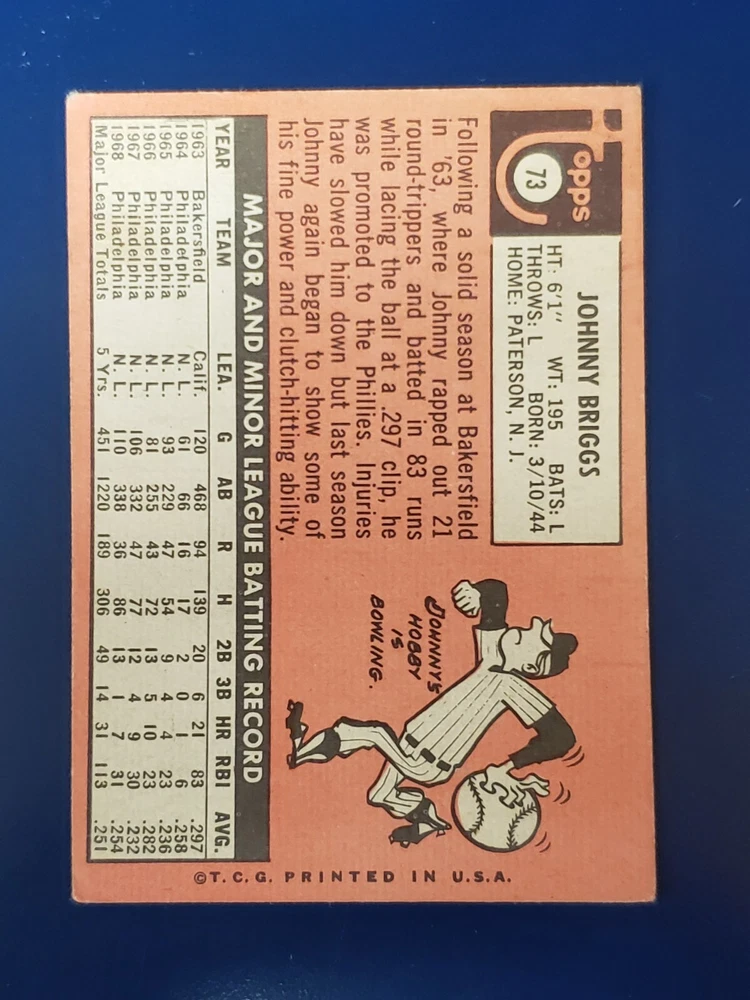 Topps
73
JOHNNY BRIGGS
HT: 6'1" WT: 195 BATS: L
THROWS: L BORN: 3/10/44
HOME: PATERSON, N. J.
Following a solid season at Bakersfield
in '63, where Johnny rapped out 21
round-trippers and batted in 83 runs
while lacing the ball at a .297 clip, he
was promoted to the Phillies. Injuries
have slowed him down but last season
Johnny again began to show some of
his fine power and clutch-hitting ability.
JOHNNY'S
HOBBY
IS
BOWLING.
MAJOR AND MINOR LEAGUE BATTING RECORD
YEAR TEAM LEA. G AB R H 2B 3B HR RBI AVG.
1963 Bakersfield Calif. 120 468 94 139 20 6 21 83 .297
1964 Philadelphia N. L. 61 66 16 17 2 0 1 6 .258
1965 Philadelphia N. L. 93 229 47 54 9 4 4 23 .236
1966 Philadelphia N. L. 81 255 43 72 13 5 10 23 .282
1967 Philadelphia N. L. 106 332 47 77 12 4 9 30 .232
1968 Philadelphia N. L. 110 338 36 86 13 1 7 31 .254
Major League Totals 5 Yrs. 451 1220 189 306 49 14 31 113 .251
©T.C.G. PRINTED IN U.S.A.